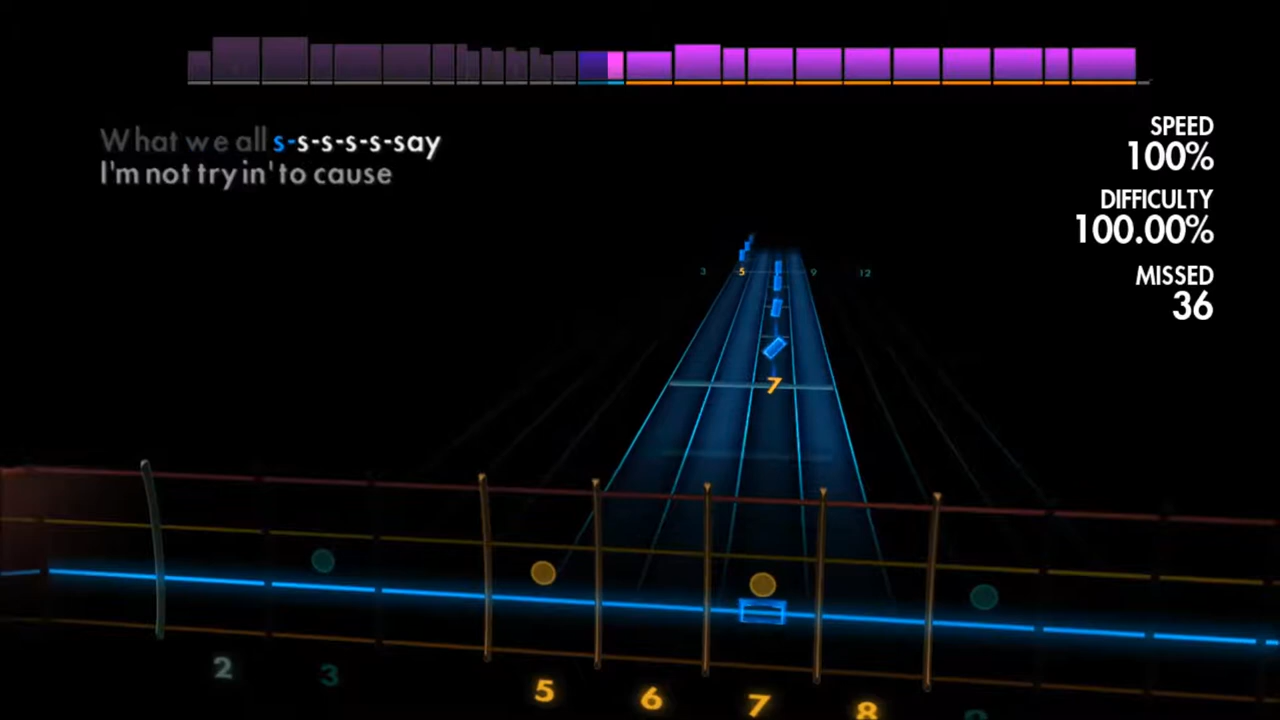 What we all s-s-s-s-s-say
I'm not tryin' to cause
SPEED
100%
DIFFICULTY
100.00%
MISSED
36
3 5 9 12
7
2 3 5 6 7 8